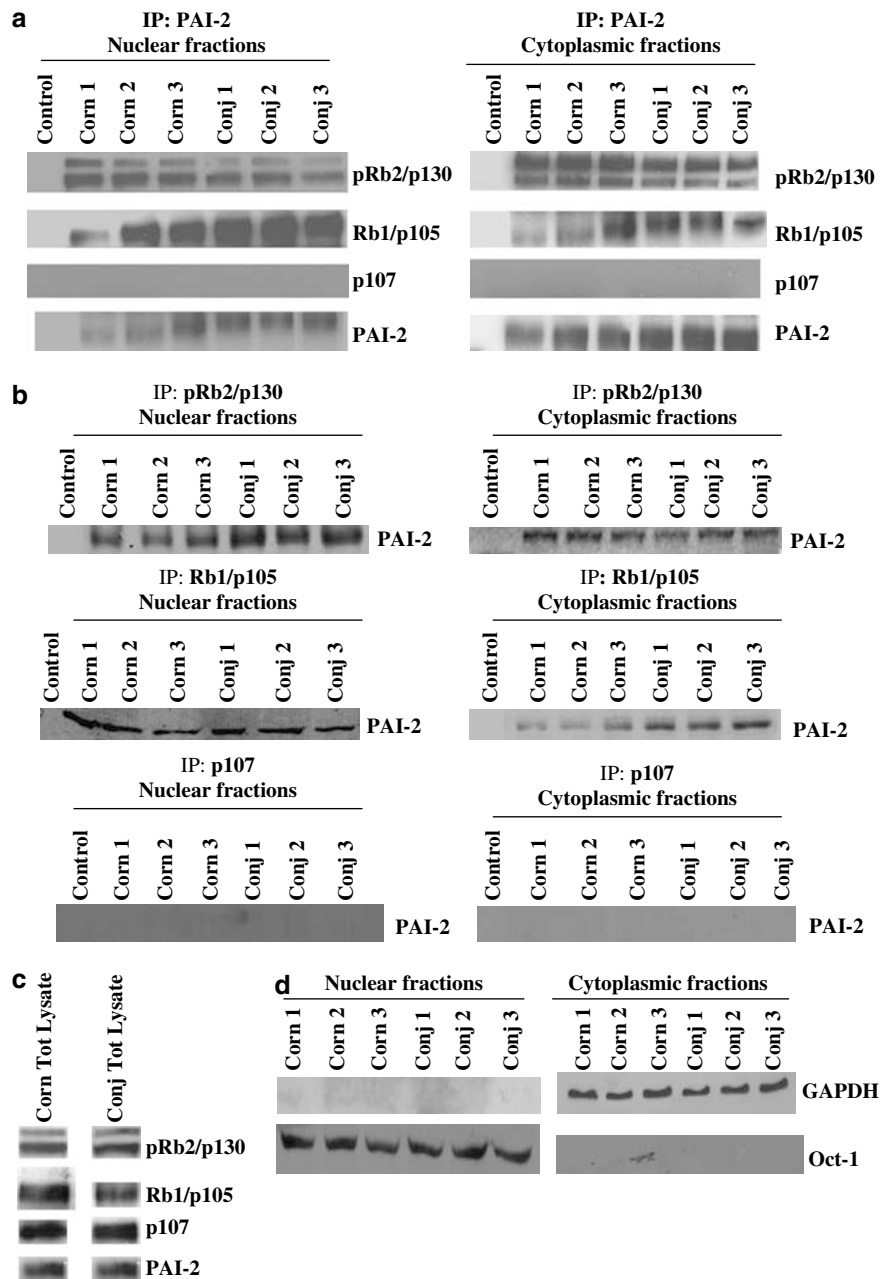 a
IP: PAI-2
Nuclear fractions
Control Corn 1 Corn 2 Corn 3 Conj 1 Conj 2 Conj 3
pRb2/p130
Rb1/p105
p107
PAI-2
IP: PAI-2
Cytoplasmic fractions
Control Corn 1 Corn 2 Corn 3 Conj 1 Conj 2 Conj 3
pRb2/p130
Rb1/p105
p107
PAI-2
b
IP: pRb2/p130
Nuclear fractions
Control Corn 1 Corn 2 Corn 3 Conj 1 Conj 2 Conj 3
PAI-2
IP: pRb2/p130
Cytoplasmic fractions
Control Corn 1 Corn 2 Corn 3 Conj 1 Conj 2 Conj 3
PAI-2
IP: Rb1/p105
Nuclear fractions
Control Corn 1 Corn 2 Corn 3 Conj 1 Conj 2 Conj 3
PAI-2
IP: Rb1/p105
Cytoplasmic fractions
Control Corn 1 Corn 2 Corn 3 Conj 1 Conj 2 Conj 3
PAI-2
IP: p107
Nuclear fractions
Control Corn 1 Corn 2 Corn 3 Conj 1 Conj 2 Conj 3
PAI-2
IP: p107
Cytoplasmic fractions
Control Corn 1 Corn 2 Corn 3 Conj 1 Conj 2 Conj 3
PAI-2
c
Corn Tot Lysate
Conj Tot Lysate
pRb2/p130
Rb1/p105
p107
PAI-2
d
Nuclear fractions
Corn 1 Corn 2 Corn 3 Conj 1 Conj 2 Conj 3
Cytoplasmic fractions
Corn 1 Corn 2 Corn 3 Conj 1 Conj 2 Conj 3
GAPDH
Oct-1